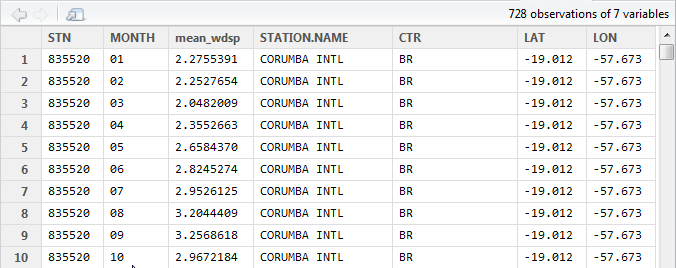 728 observations of 7 variables
STN MONTH mean_wdsp STATION.NAME CTR LAT LON
1 835520 01 2.2755391 CORUMBA INTL BR -19.012 -57.673
2 835520 02 2.2527654 CORUMBA INTL BR -19.012 -57.673
3 835520 03 2.0482009 CORUMBA INTL BR -19.012 -57.673
4 835520 04 2.3552663 CORUMBA INTL BR -19.012 -57.673
5 835520 05 2.6584370 CORUMBA INTL BR -19.012 -57.673
6 835520 06 2.8245274 CORUMBA INTL BR -19.012 -57.673
7 835520 07 2.9526125 CORUMBA INTL BR -19.012 -57.673
8 835520 08 3.2044409 CORUMBA INTL BR -19.012 -57.673
9 835520 09 3.2568618 CORUMBA INTL BR -19.012 -57.673
10 835520 10 2.9672184 CORUMBA INTL BR -19.012 -57.673